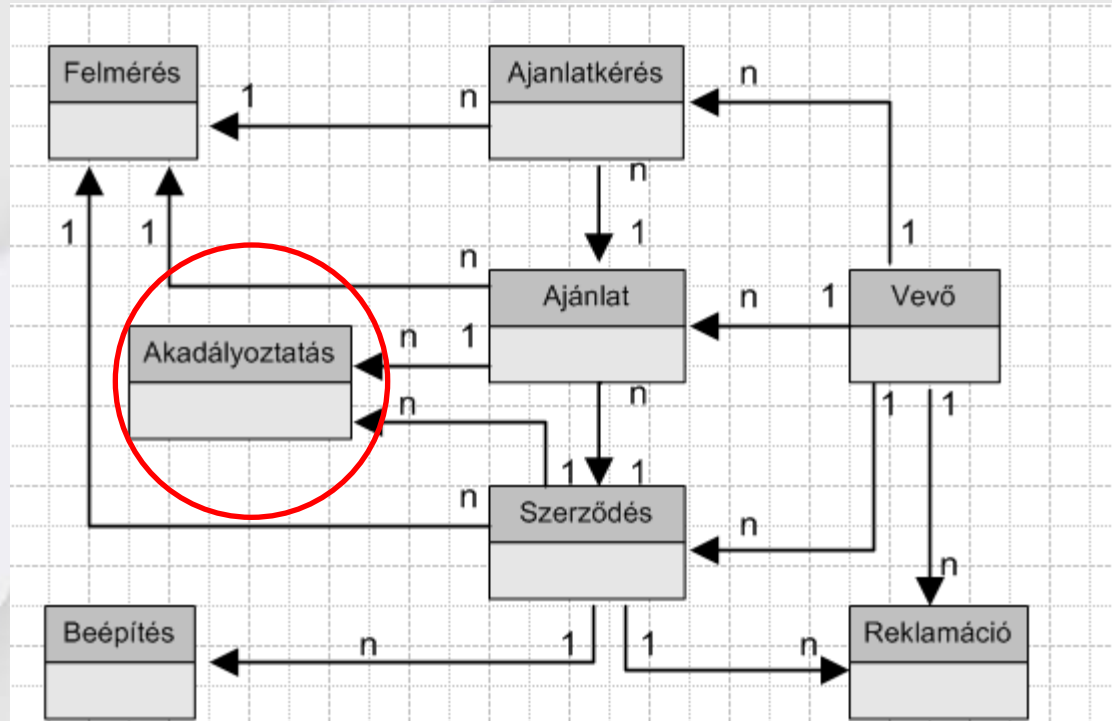 Felmérés
Ajanlatkérés
1
n
n
n
1
1
1
1
n
Ajánlat
Vevő
n
1
n
1
Akadályoztatás
n
n
1
1
1
1
n
Szerződés
n
n
Beépítés
Reklamáció
n
1
1
n